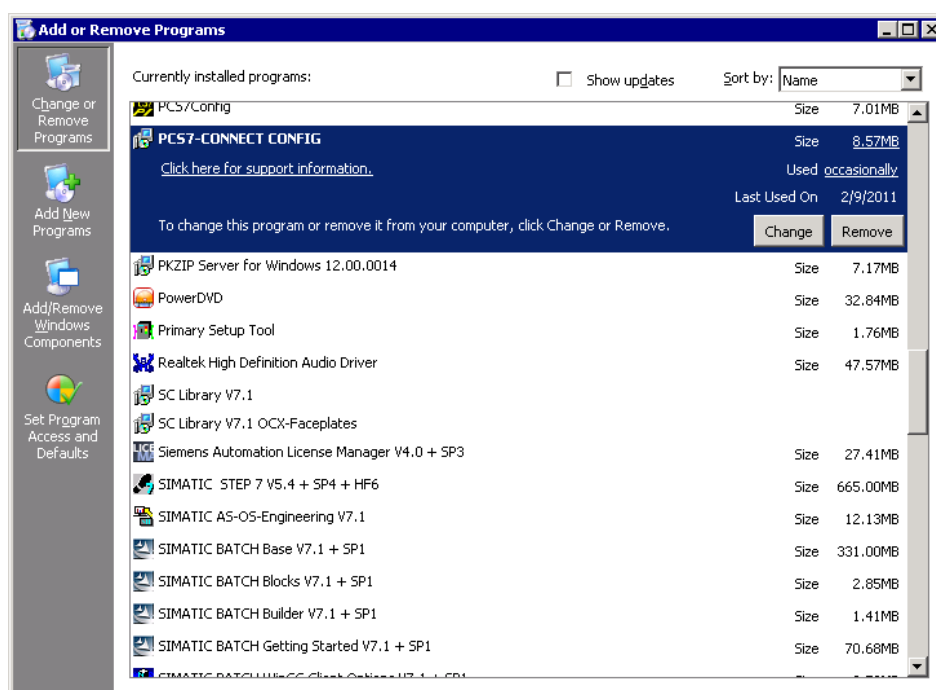 Add or Remove Programs
Change or
Remove
Programs
Add New
Programs
Add/Remove
Windows
Components
Set Program
Access and
Defaults
Currently installed programs:
Show updates
Sort by: Name
PCS7Config Size 7.01MB
PCS7-CONNECT CONFIG Size 8.57MB
Click here for support information. Used occasionally
Last Used On 2/9/2011
To change this program or remove it from your computer, click Change or Remove. Change Remove
PKZIP Server for Windows 12.00.0014 Size 7.17MB
PowerDVD Size 32.84MB
Primary Setup Tool Size 1.76MB
Realtek High Definition Audio Driver Size 47.57MB
SC Library V7.1
SC Library V7.1 OCX-Faceplates
Siemens Automation License Manager V4.0 + SP3 Size 27.41MB
SIMATIC  STEP 7 V5.4 + SP4 + HF6 Size 665.00MB
SIMATIC AS-OS-Engineering V7.1 Size 12.13MB
SIMATIC BATCH Base V7.1 + SP1 Size 331.00MB
SIMATIC BATCH Blocks V7.1 + SP1 Size 2.85MB
SIMATIC BATCH Builder V7.1 + SP1 Size 1.41MB
SIMATIC BATCH Getting Started V7.1 + SP1 Size 70.68MB
SIMATIC BATCH WinCC Client Options V7.1 + SP1